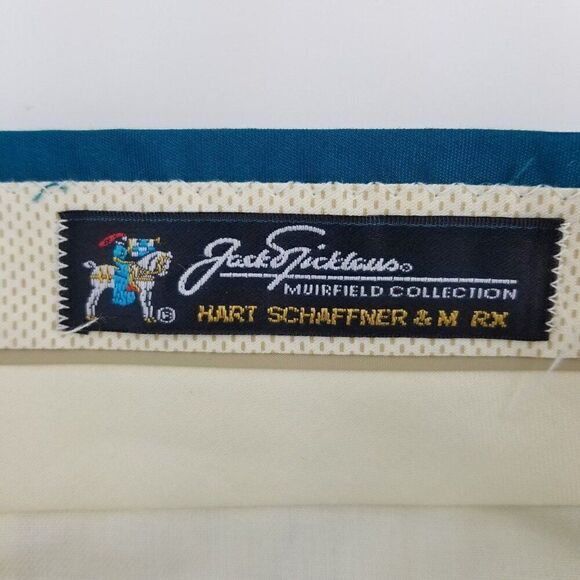 Jack Nicklaus®
MUIRFIELD COLLECTION
® HART SCHAFFNER & M RX